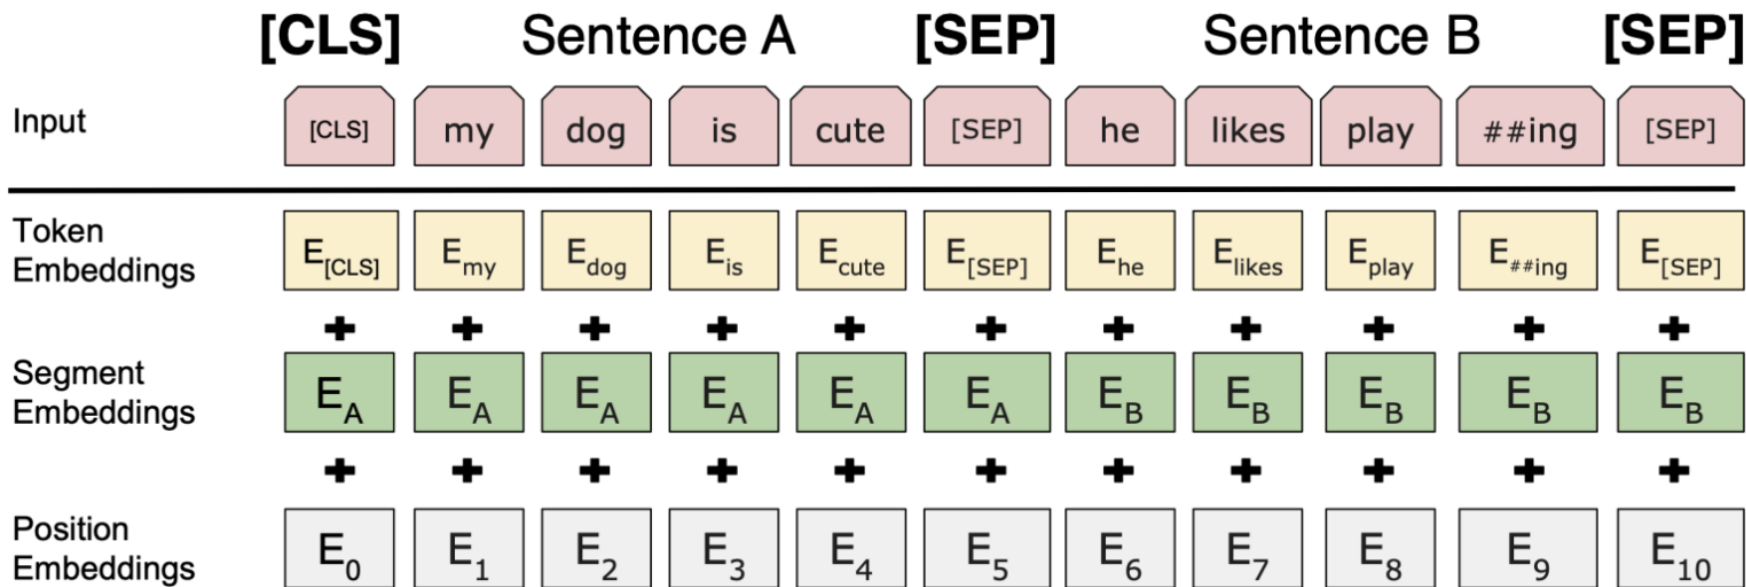 [CLS] Sentence A [SEP] Sentence B [SEP]
Input [CLS] my dog is cute [SEP] he likes play ##ing [SEP]
Token
Embeddings E[CLS] Emy Edog Eis Ecute E[SEP] Ehe Elikes Eplay E##ing E[SEP]
+ + + + + + + + + + +
Segment
Embeddings EA EA EA EA EA EA EB EB EB EB EB
+ + + + + + + + + + +
Position
Embeddings E0 E1 E2 E3 E4 E5 E6 E7 E8 E9 E10